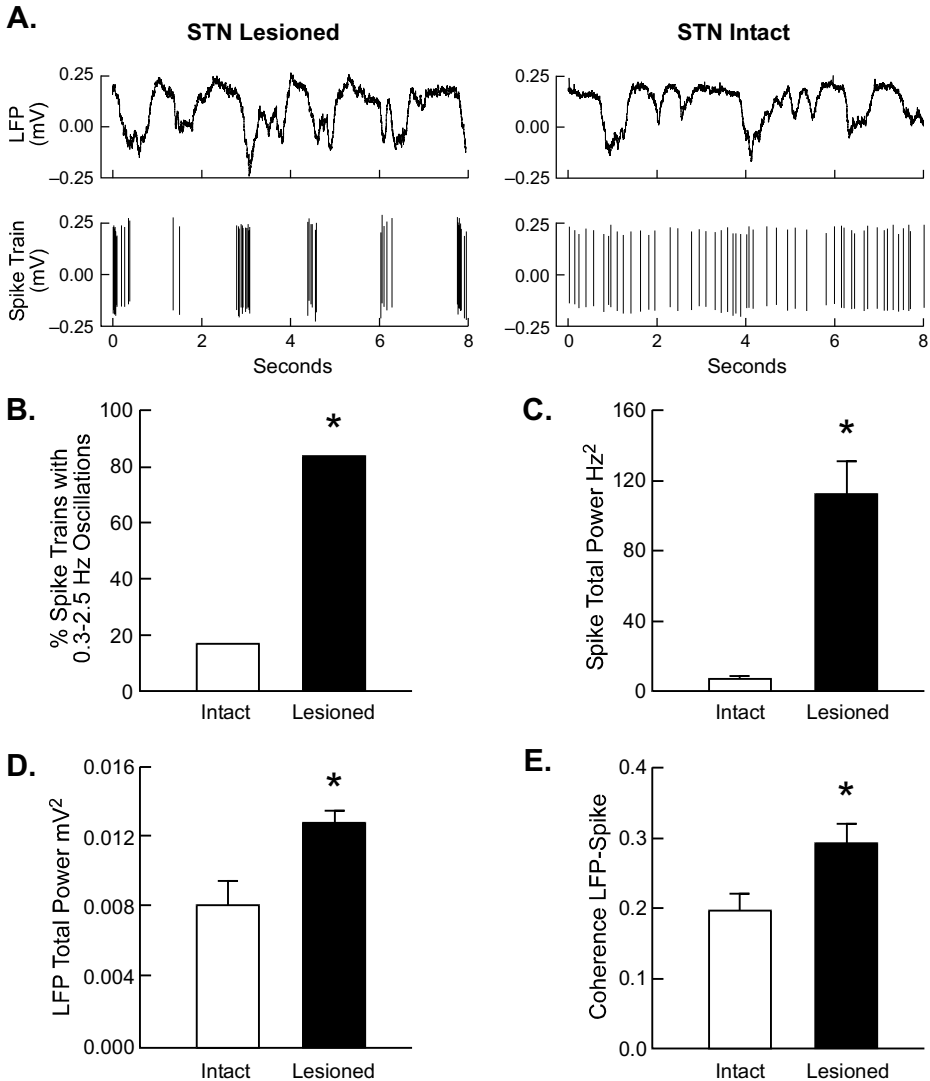 A.
STN Lesioned
STN Intact
LFP
(mV)
0.25
0.00
–0.25
0.25
0.00
–0.25
Spike Train
(mV)
0.25
0.00
–0.25
0 2 4 6 8
Seconds
0.25
0.00
–0.25
0 2 4 6 8
Seconds
B.
% Spike Trains with
0.3-2.5 Hz Oscillations
100
80
60
40
20
0
*
Intact Lesioned
C.
Spike Total Power Hz²
160
120
80
40
0
*
Intact Lesioned
D.
LFP Total Power mV²
0.016
0.012
0.008
0.004
0.000
*
Intact Lesioned
E.
Coherence LFP-Spike
0.4
0.3
0.2
0.1
0.0
*
Intact Lesioned